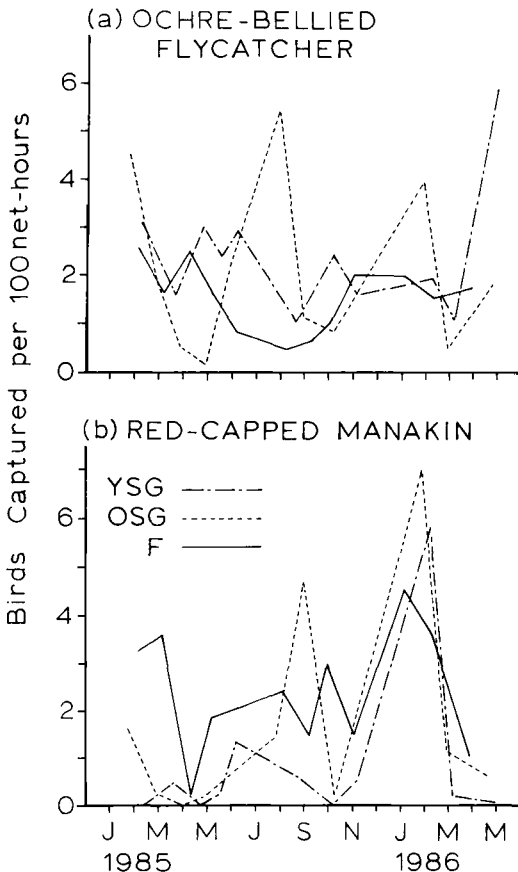 (a) OCHRE-BELLIED
FLYCATCHER
Birds Captured per 100 net-hours
6
4
2
0
(b) RED-CAPPED MANAKIN
YSG
OSG
F
6
4
2
0
J M M J S N J M M
1985 1986